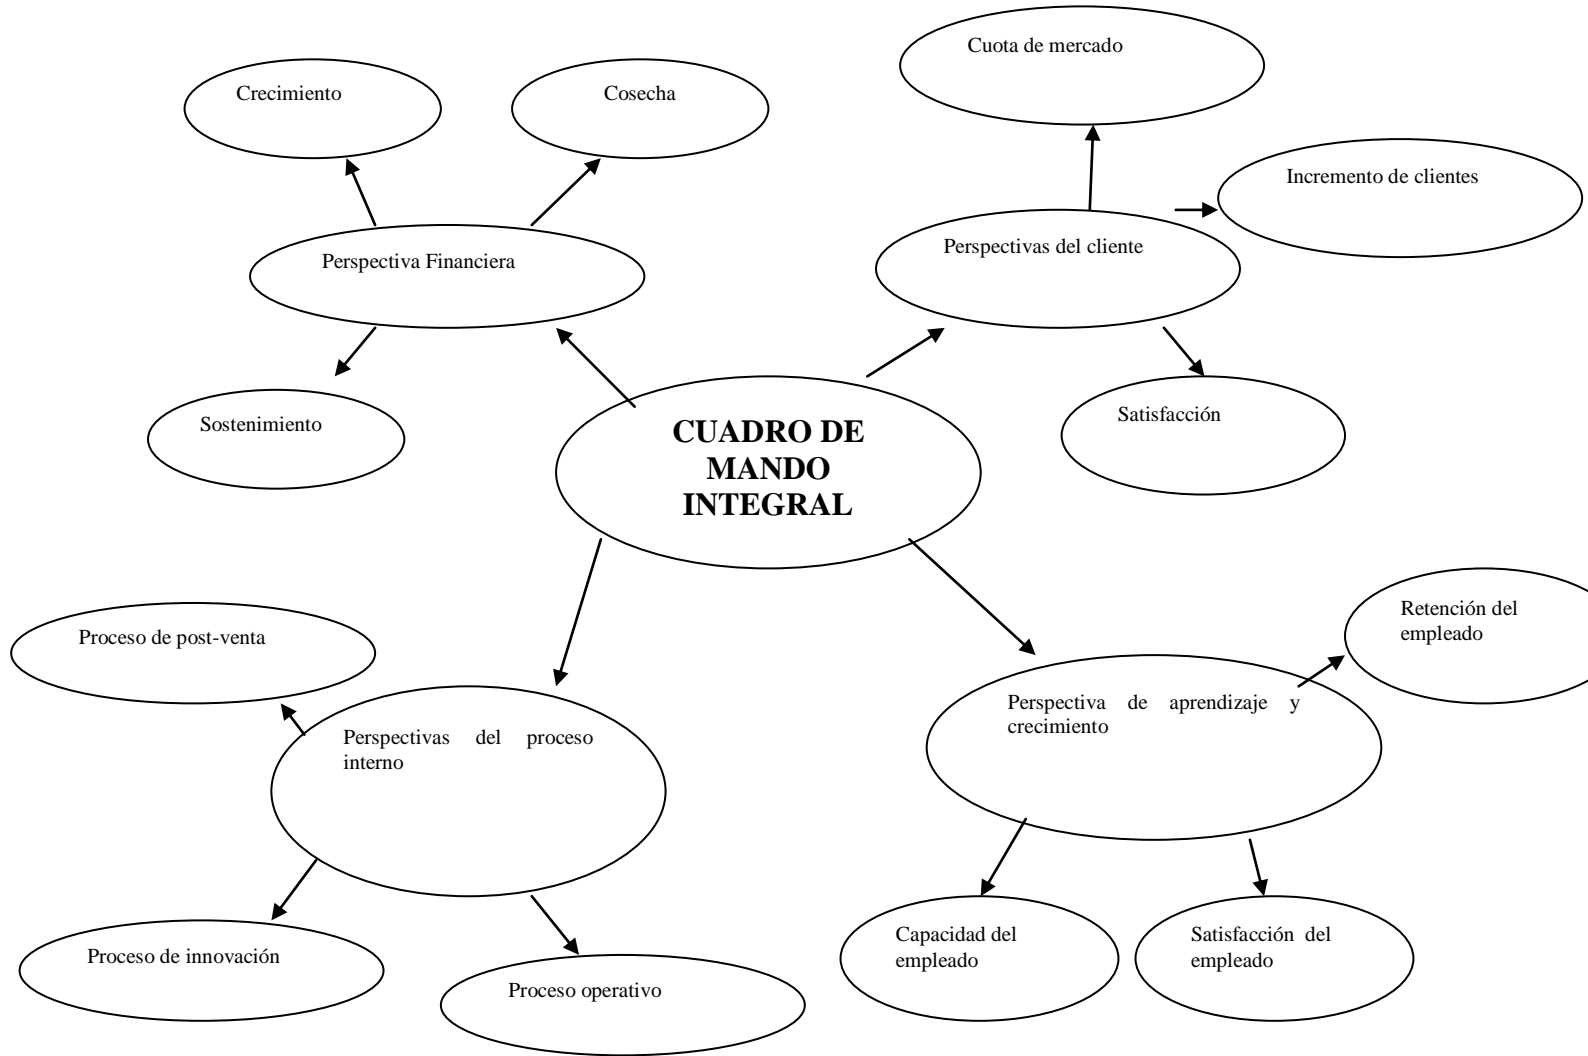 Cuota de mercado
Crecimiento
Cosecha
Incremento de clientes
Perspectiva Financiera
Perspectivas del cliente
Sostenimiento
Satisfacción
CUADRO DE
MANDO
INTEGRAL
Proceso de post-venta
Retención del
empleado
Perspectivas del proceso
interno
Perspectiva de aprendizaje y
crecimiento
Proceso de innovación
Proceso operativo
Capacidad del
empleado
Satisfacción del
empleado